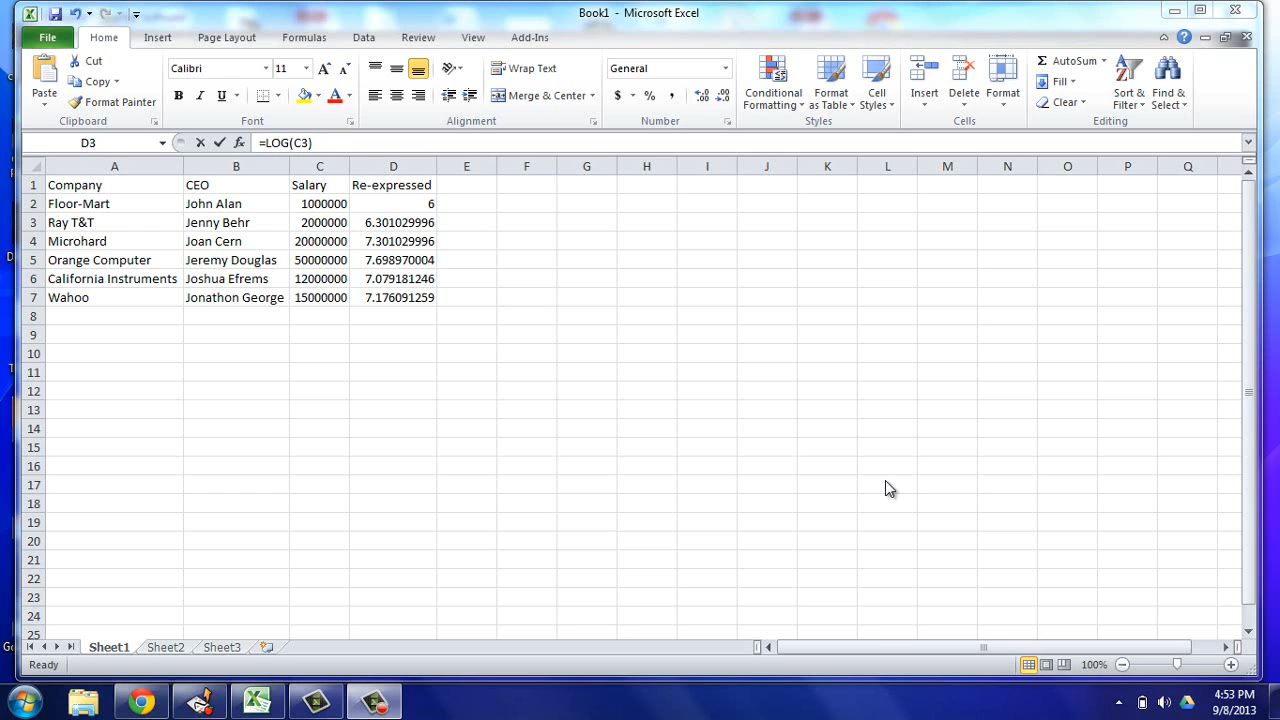 Book1 - Microsoft Excel
File Home Insert Page Layout Formulas Data Review View Add-Ins
Paste
Cut
Copy
Format Painter
Clipboard
Calibri 11
B I U
Font
Wrap Text
Merge & Center
Alignment
General
$ % ,
Number
Conditional Formatting
Format as Table
Cell Styles
Styles
Insert Delete Format
Cells
Σ AutoSum
Fill
Clear
Sort & Filter
Find & Select
Editing
D3 fx =LOG(C3)
A B C D E F G H I J K L M N O P Q
1 Company CEO Salary Re-expressed
2 Floor-Mart John Alan 1000000 6
3 Ray T&T Jenny Behr 2000000 6.301029996
4 Microhard Joan Cern 20000000 7.301029996
5 Orange Computer Jeremy Douglas 50000000 7.698970004
6 California Instruments Joshua Efrems 12000000 7.079181246
7 Wahoo Jonathon George 15000000 7.176091259
8
9
10
11
12
13
14
15
16
17
18
19
20
21
22
23
24
25
Sheet1 Sheet2 Sheet3
Ready 100%
4:53 PM
9/8/2013